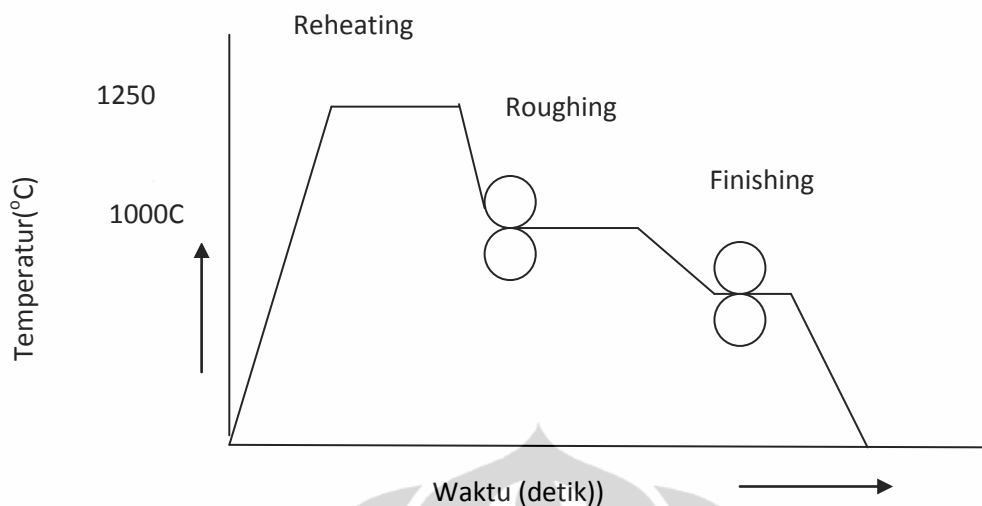 Reheating
1250
Roughing
Finishing
1000C
Temperatur(°C)
Waktu (detik))